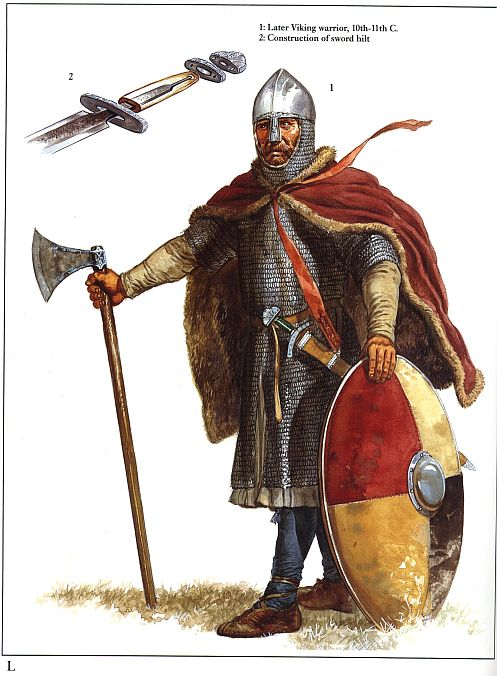 1: Later Viking warrior, 10th-11th C.
2: Construction of sword hilt
2
1
L